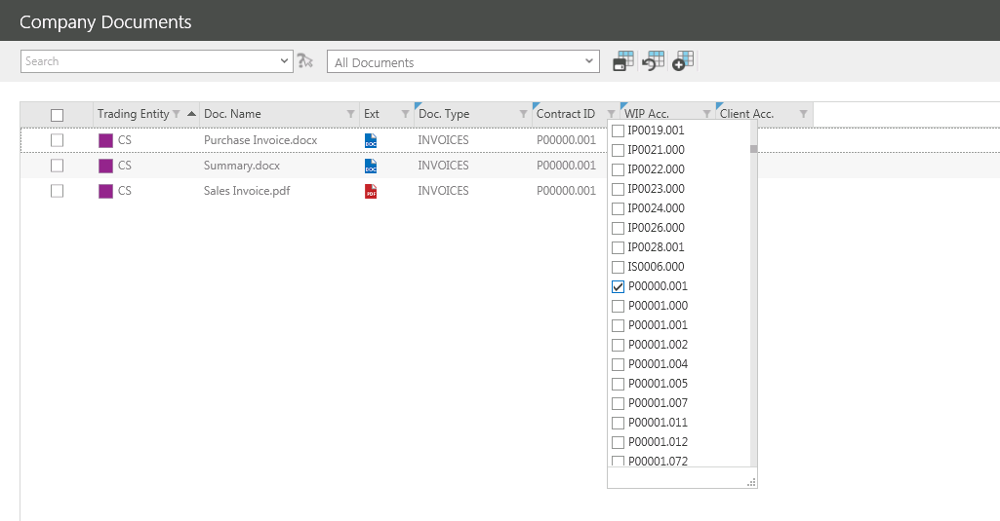 Company Documents
Search All Documents
Trading Entity Doc. Name Ext Doc. Type Contract ID WIP Acc. Client Acc.
CS Purchase Invoice.docx DOC INVOICES P00000.001
CS Summary.docx DOC INVOICES P00000.001
CS Sales Invoice.pdf PDF INVOICES P00000.001
IP0019.001
IP0021.000
IP0022.000
IP0023.000
IP0024.000
IP0026.000
IP0028.001
IS0006.000
P00000.001
P00001.000
P00001.001
P00001.002
P00001.004
P00001.005
P00001.007
P00001.011
P00001.012
P00001.072